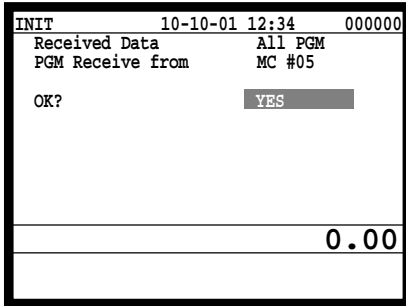 INIT 10-10-01 12:34 000000
Received Data All PGM
PGM Receive from MC #05
OK? YES
0.00